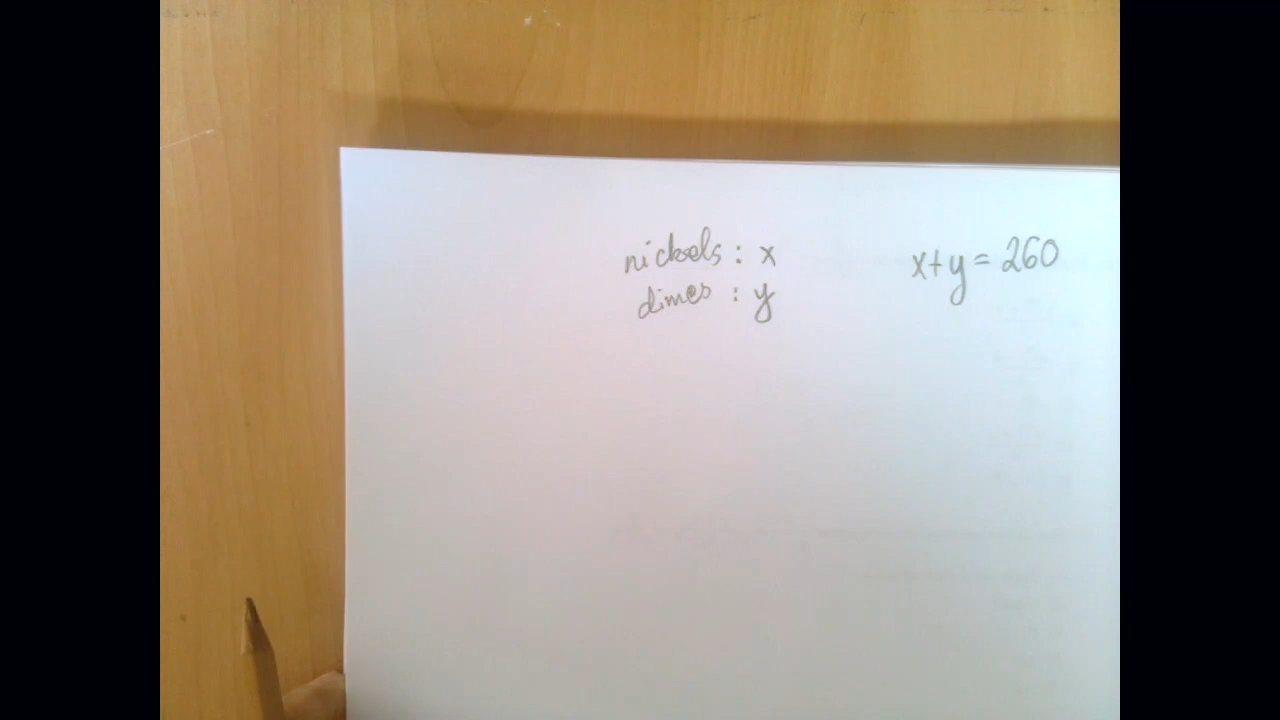 nickels : x
dimes : y
x+y = 260